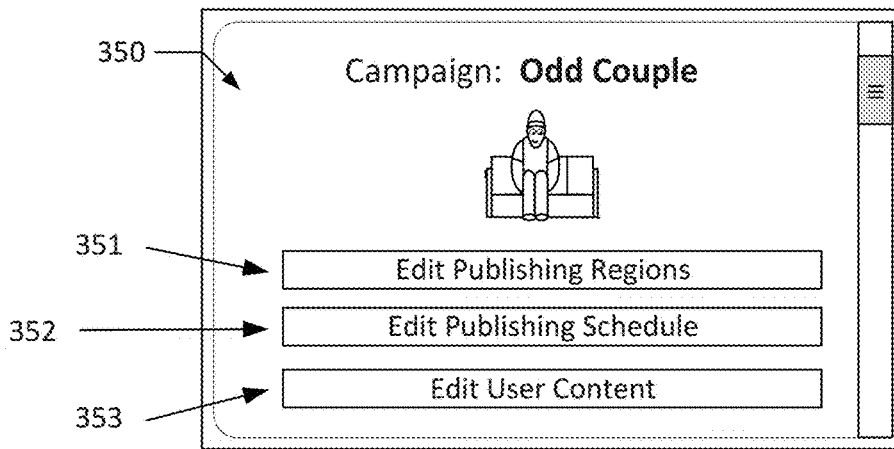 350
Campaign: Odd Couple
351
Edit Publishing Regions
352
Edit Publishing Schedule
353
Edit User Content